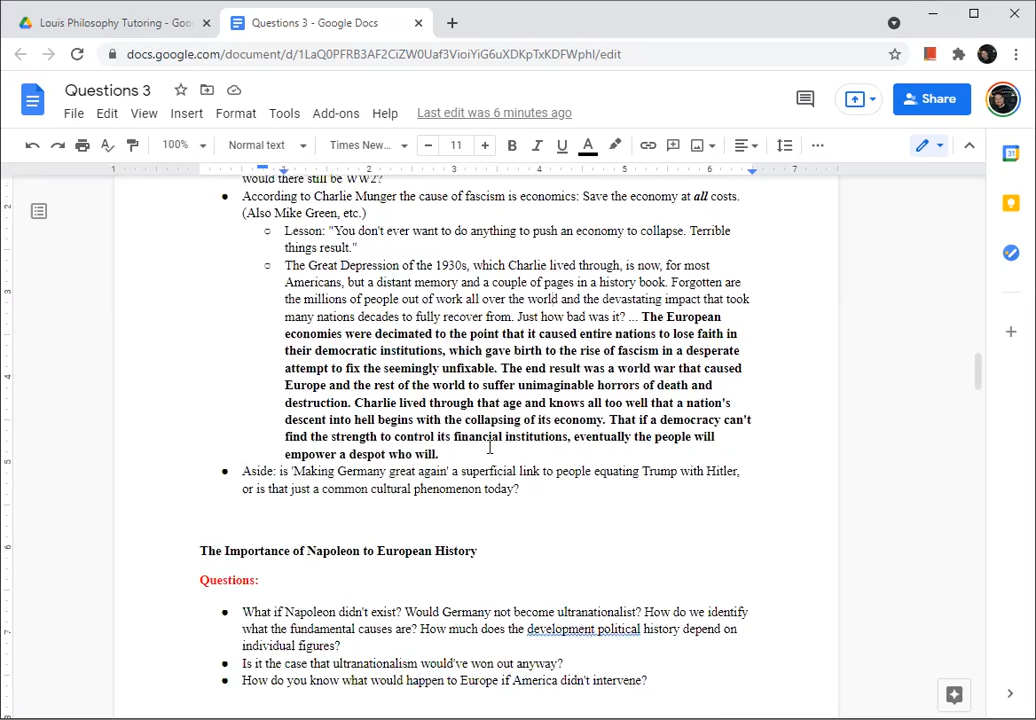 Louis Philosophy Tutoring - Goo
Questions 3 - Google Docs
docs.google.com/document/d/1LaQ0PFRB3AF2CiZW0Uaf3VioiYiG6uXDKpTxKDFWphI/edit
Questions 3
File Edit View Insert Format Tools Add-ons Help Last edit was 6 minutes ago
Share
100% Normal text Times New... 11 B I U A
1 1 2 3 4 5 6 7
would there still be WW2?
● According to Charlie Munger the cause of fascism is economics: Save the economy at all costs.
(Also Mike Green, etc.)
○ Lesson: "You don't ever want to do anything to push an economy to collapse. Terrible
things result."
○ The Great Depression of the 1930s, which Charlie lived through, is now, for most
Americans, but a distant memory and a couple of pages in a history book. Forgotten are
the millions of people out of work all over the world and the devastating impact that took
many nations decades to fully recover from. Just how bad was it? ... The European
economies were decimated to the point that it caused entire nations to lose faith in
their democratic institutions, which gave birth to the rise of fascism in a desperate
attempt to fix the seemingly unfixable. The end result was a world war that caused
Europe and the rest of the world to suffer unimaginable horrors of death and
destruction. Charlie lived through that age and knows all too well that a nation's
descent into hell begins with the collapsing of its economy. That if a democracy can't
find the strength to control its financial institutions, eventually the people will
empower a despot who will.
● Aside: is 'Making Germany great again' a superficial link to people equating Trump with Hitler,
or is that just a common cultural phenomenon today?
The Importance of Napoleon to European History
Questions:
● What if Napoleon didn't exist? Would Germany not become ultranationalist? How do we identify
what the fundamental causes are? How much does the development political history depend on
individual figures?
● Is it the case that ultranationalism would've won out anyway?
● How do you know what would happen to Europe if America didn't intervene?